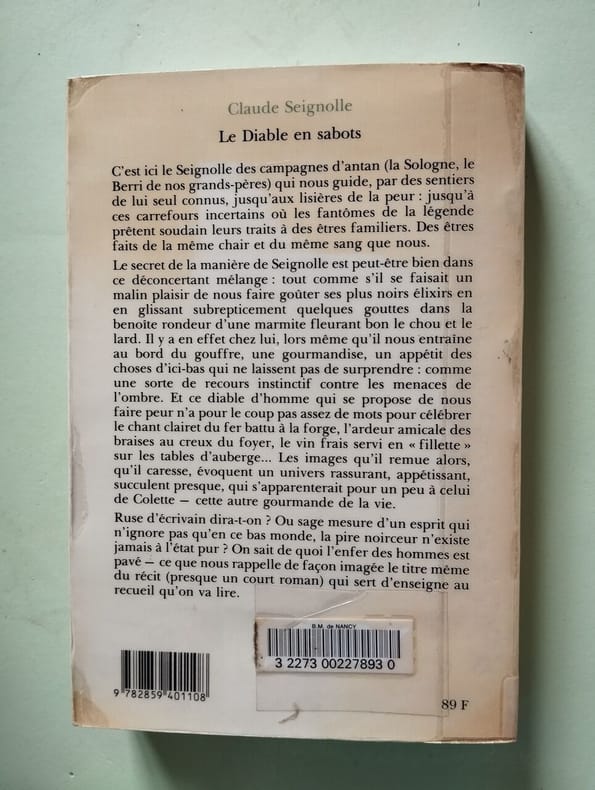 Claude Seignolle
Le Diable en sabots
C'est ici le Seignolle des campagnes d'antan (la Sologne, le
Berri de nos grands-pères) qui nous guide, par des sentiers
de lui seul connus, jusqu'aux lisières de la peur : jusqu'à
ces carrefours incertains où les fantômes de la légende
prêtent soudain leurs traits à des êtres familiers. Des êtres
faits de la même chair et du même sang que nous.
Le secret de la manière de Seignolle est peut-être bien dans
ce déconcertant mélange : tout comme s'il se faisait un
malin plaisir de nous faire goûter ses plus noirs élixirs en
en glissant subrepticement quelques gouttes dans la
benoîte rondeur d'une marmite fleurant bon le chou et le
lard. Il y a en effet chez lui, lors même qu'il nous entraîne
au bord du gouffre, une gourmandise, un appétit des
choses d'ici-bas qui ne laissent pas de surprendre : comme
une sorte de recours instinctif contre les menaces de
l'ombre. Et ce diable d'homme qui se propose de nous
faire peur n'a pour le coup pas assez de mots pour célébrer
le chant clairet du fer battu à la forge, l'ardeur amicale des
braises au creux du foyer, le vin frais servi en « fillette »
sur les tables d'auberge... Les images qu'il remue alors,
qu'il caresse, évoquent un univers rassurant, appétissant,
succulent presque, qui s'apparenterait pour un peu à celui
de Colette — cette autre gourmande de la vie.
Ruse d'écrivain dira-t-on ? Ou sage mesure d'un esprit qui
n'ignore pas qu'en ce bas monde, la pire noirceur n'existe
jamais à l'état pur ? On sait de quoi l'enfer des hommes est
pavé — ce que nous rappelle de façon imagée le titre même
du récit (presque un court roman) qui sert d'enseigne au
recueil qu'on va lire.
B.M. de NANCY
3 2273 00227893 0
9 782859 401108
89 F